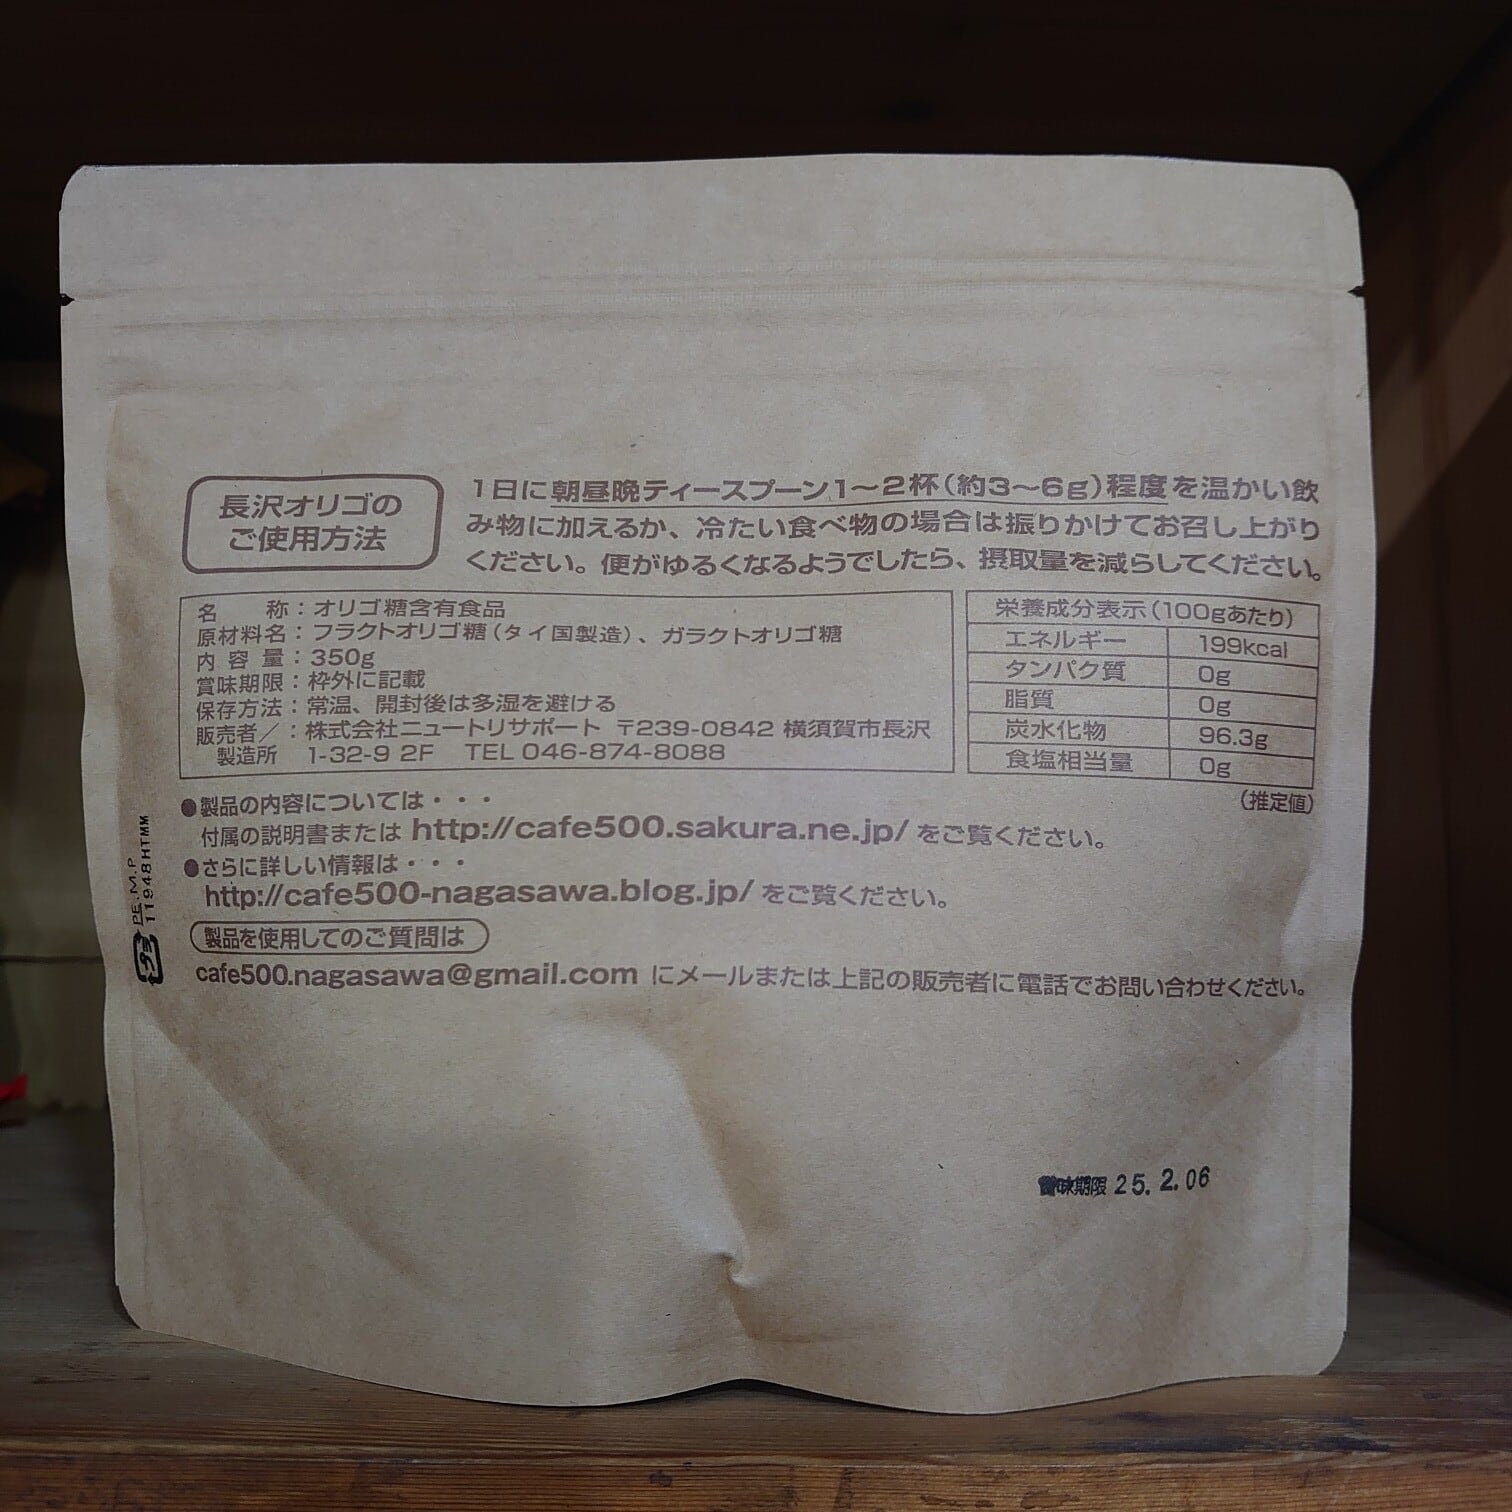 長沢オリゴの
ご使用方法
1日に朝昼晩ティースプーン1〜2杯(約3〜6g)程度を温かい飲
み物に加えるか、冷たい食べ物の場合は振りかけてお召し上がり
ください。便がゆるくなるようでしたら、摂取量を減らしてください。
名 称：オリゴ糖含有食品
原材料名：フラクトオリゴ糖(タイ国製造)、ガラクトオリゴ糖
内 容 量：350g
賞味期限：枠外に記載
保存方法：常温、開封後は多湿を避ける
販売者／：株式会社ニュートリサポート 〒239-0842 横須賀市長沢
製造所 1-32-9 2F TEL 046-874-8088
栄養成分表示(100gあたり)
エネルギー 199kcal
タンパク質 0g
脂質 0g
炭水化物 96.3g
食塩相当量 0g
(推定値)
●製品の内容については・・・
付属の説明書または http://cafe500.sakura.ne.jp/ をご覧ください。
●さらに詳しい情報は・・・
http://cafe500-nagasawa.blog.jp/ をご覧ください。
製品を使用してのご質問は
cafe500.nagasawa@gmail.com にメールまたは上記の販売者に電話でお問い合わせください。
プラ
PE.M.P
11948HTMM
賞味期限 25. 2. 06